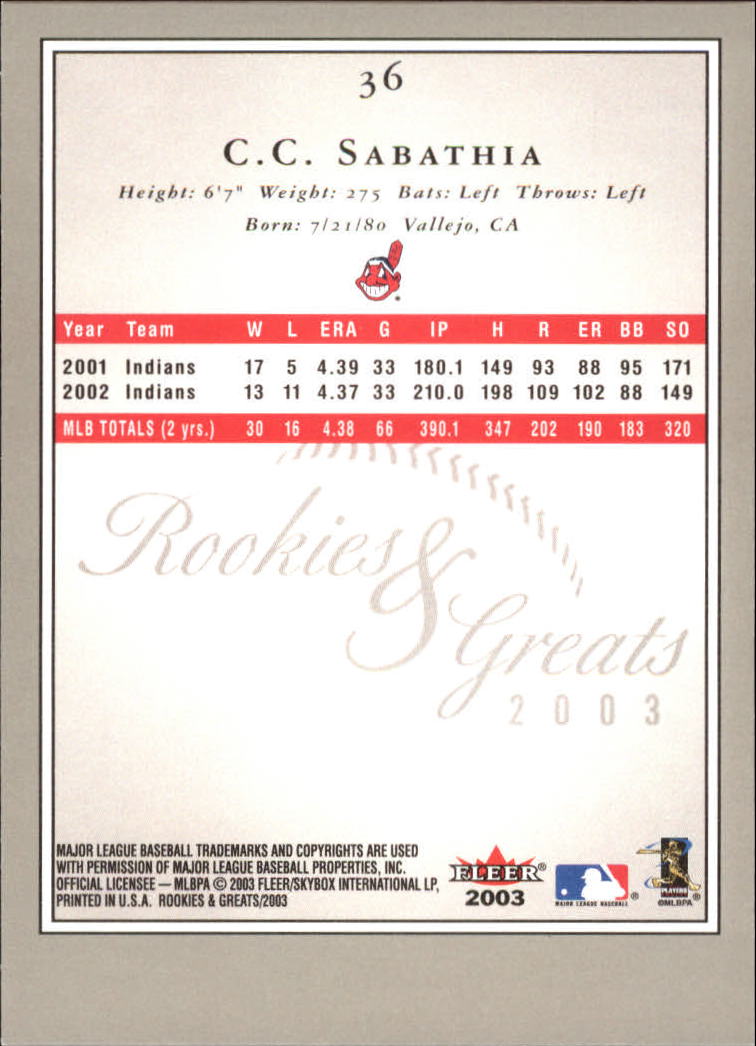 36
C.C. SABATHIA
Height: 6'7" Weight: 275 Bats: Left Throws: Left
Born: 7/21/80 Vallejo, CA
Year Team W L ERA G IP H R ER BB SO
2001 Indians 17 5 4.39 33 180.1 149 93 88 95 171
2002 Indians 13 11 4.37 33 210.0 198 109 102 88 149
MLB TOTALS (2 yrs.) 30 16 4.38 66 390.1 347 202 190 183 320
Rookies & Greats
2003
MAJOR LEAGUE BASEBALL TRADEMARKS AND COPYRIGHTS ARE USED
WITH PERMISSION OF MAJOR LEAGUE BASEBALL PROPERTIES, INC.
OFFICIAL LICENSEE — MLBPA © 2003 FLEER/SKYBOX INTERNATIONAL LP,
PRINTED IN U.S.A. ROOKIES & GREATS/2003
FLEER®
2003
MAJOR LEAGUE BASEBALL ®
PLAYERS
©MLBPA ®